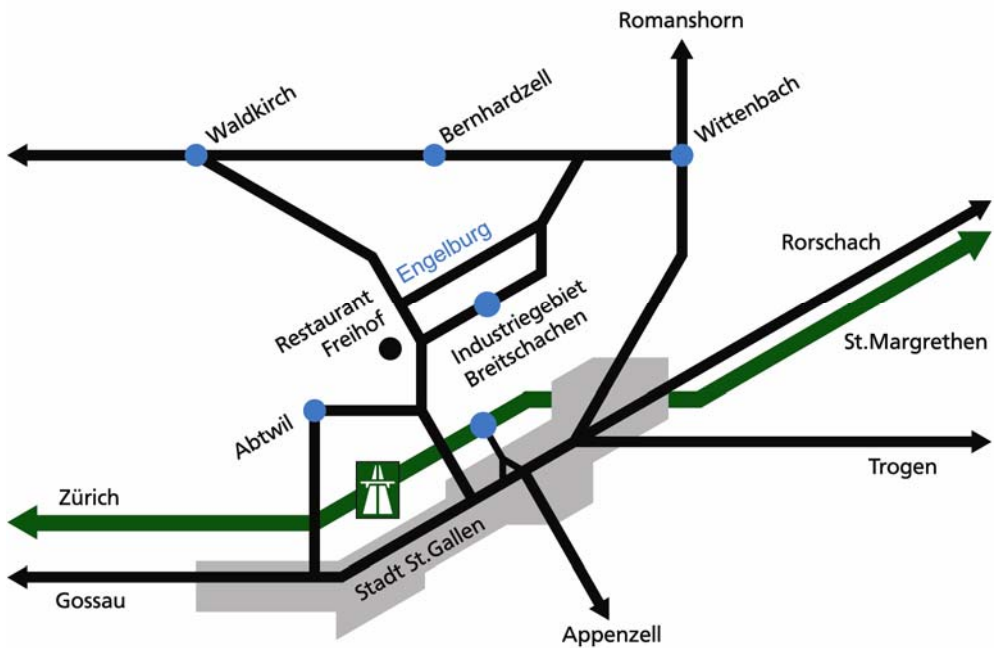 Romanshorn
Waldkirch
Bernhardzell
Wittenbach
Engelburg
Rorschach
Restaurant
Freihof
Industriegebiet
Breitschachen
St.Margrethen
Abtwil
Trogen
Zürich
Stadt St.Gallen
Gossau
Appenzell